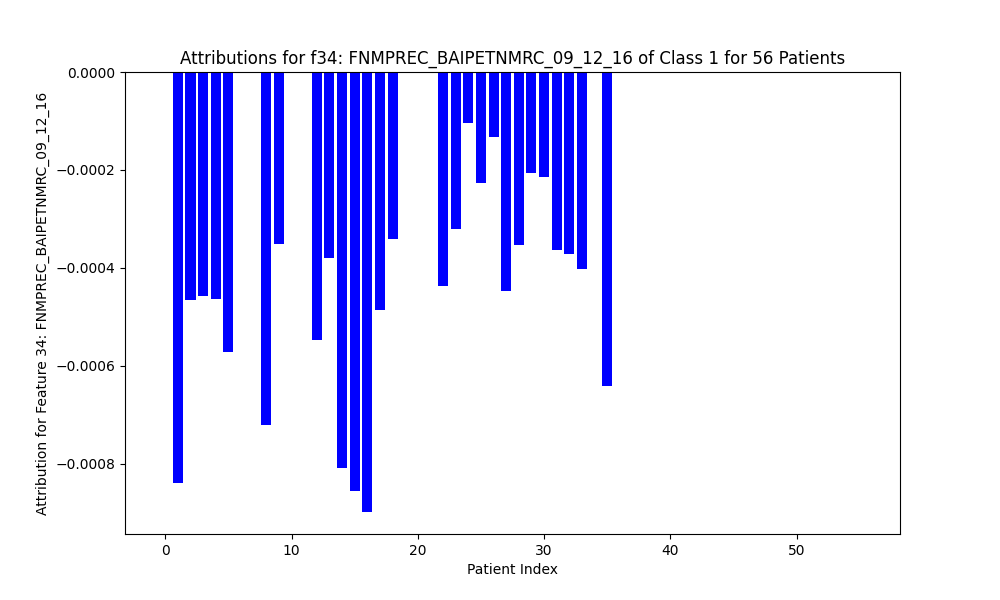 Attributions for f34: FNMPREC_BAIPETNMRC_09_12_16 of Class 1 for 56 Patients
Attribution for Feature 34: FNMPREC_BAIPETNMRC_09_12_16
0.0000
−0.0002
−0.0004
−0.0006
−0.0008
0 10 20 30 40 50
Patient Index